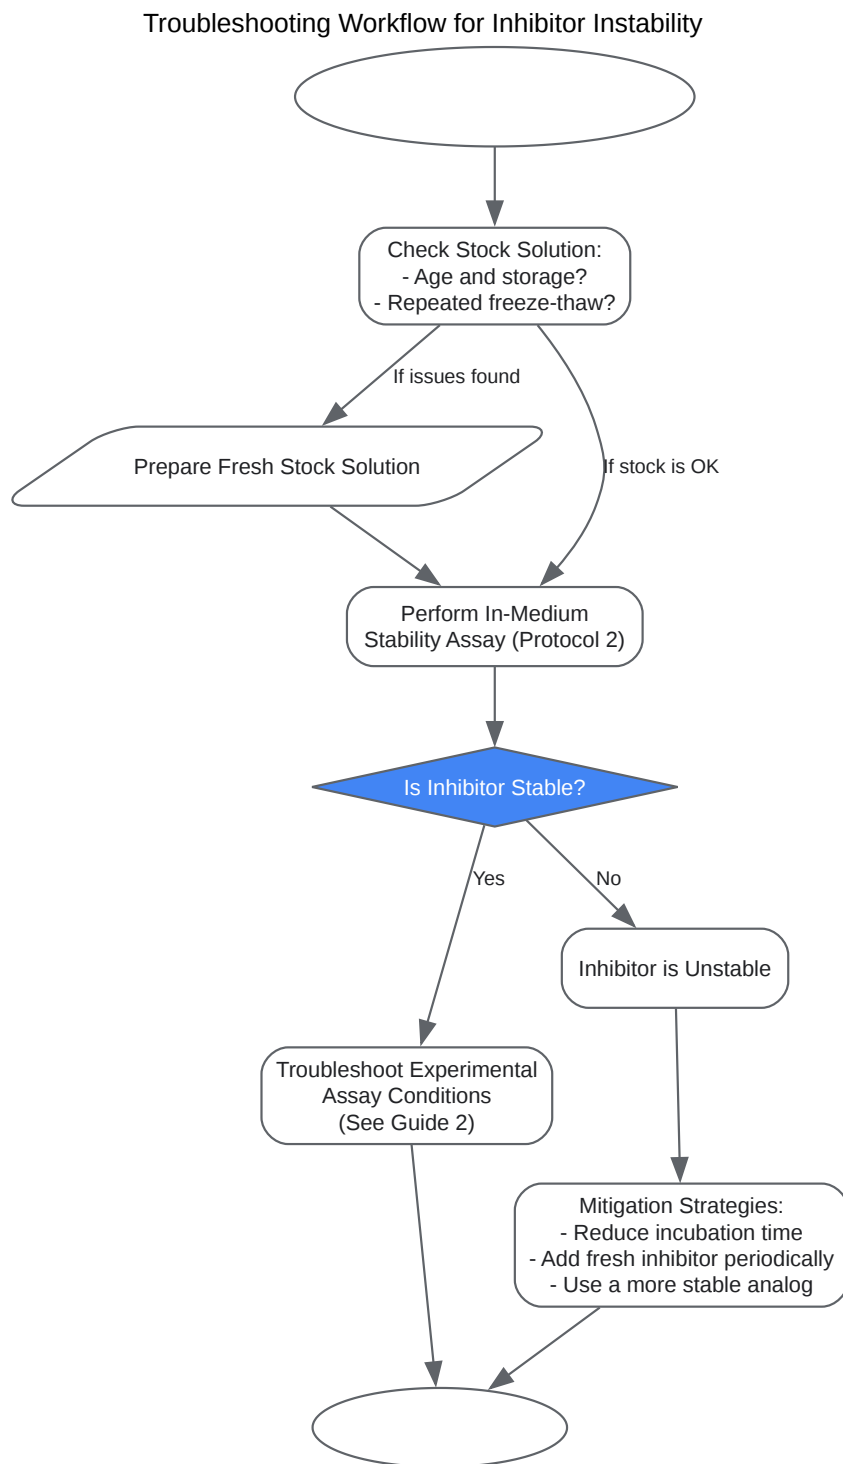 Troubleshooting Workflow for Inhibitor Instability
Check Stock Solution:
- Age and storage?
- Repeated freeze-thaw?
If issues found
Prepare Fresh Stock Solution
If stock is OK
Perform In-Medium
Stability Assay (Protocol 2)
Is Inhibitor Stable?
Yes
No
Inhibitor is Unstable
Troubleshoot Experimental
Assay Conditions
(See Guide 2)
Mitigation Strategies:
- Reduce incubation time
- Add fresh inhibitor periodically
- Use a more stable analog